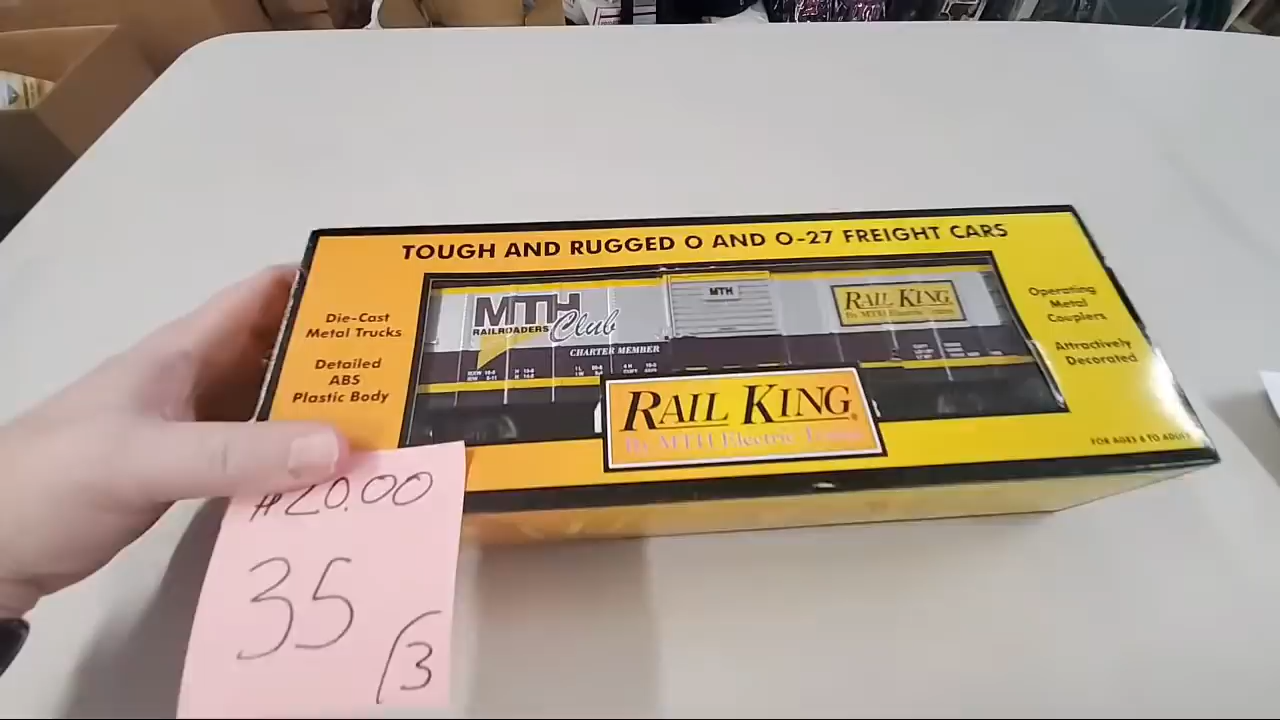 TOUGH AND RUGGED O AND O-27 FREIGHT CARS
Die-Cast
Metal Trucks
Detailed
ABS
Plastic Body
MTH
RAILROADERS Club
CHARTER MEMBER
MTH
RAIL KING
By MTH Electric Trains
Operating
Metal
Couplers
Attractively
Decorated
RAIL KING®
By MTH Electric Trains
FOR AGES 8 TO ADULT
$20.00
35
/3